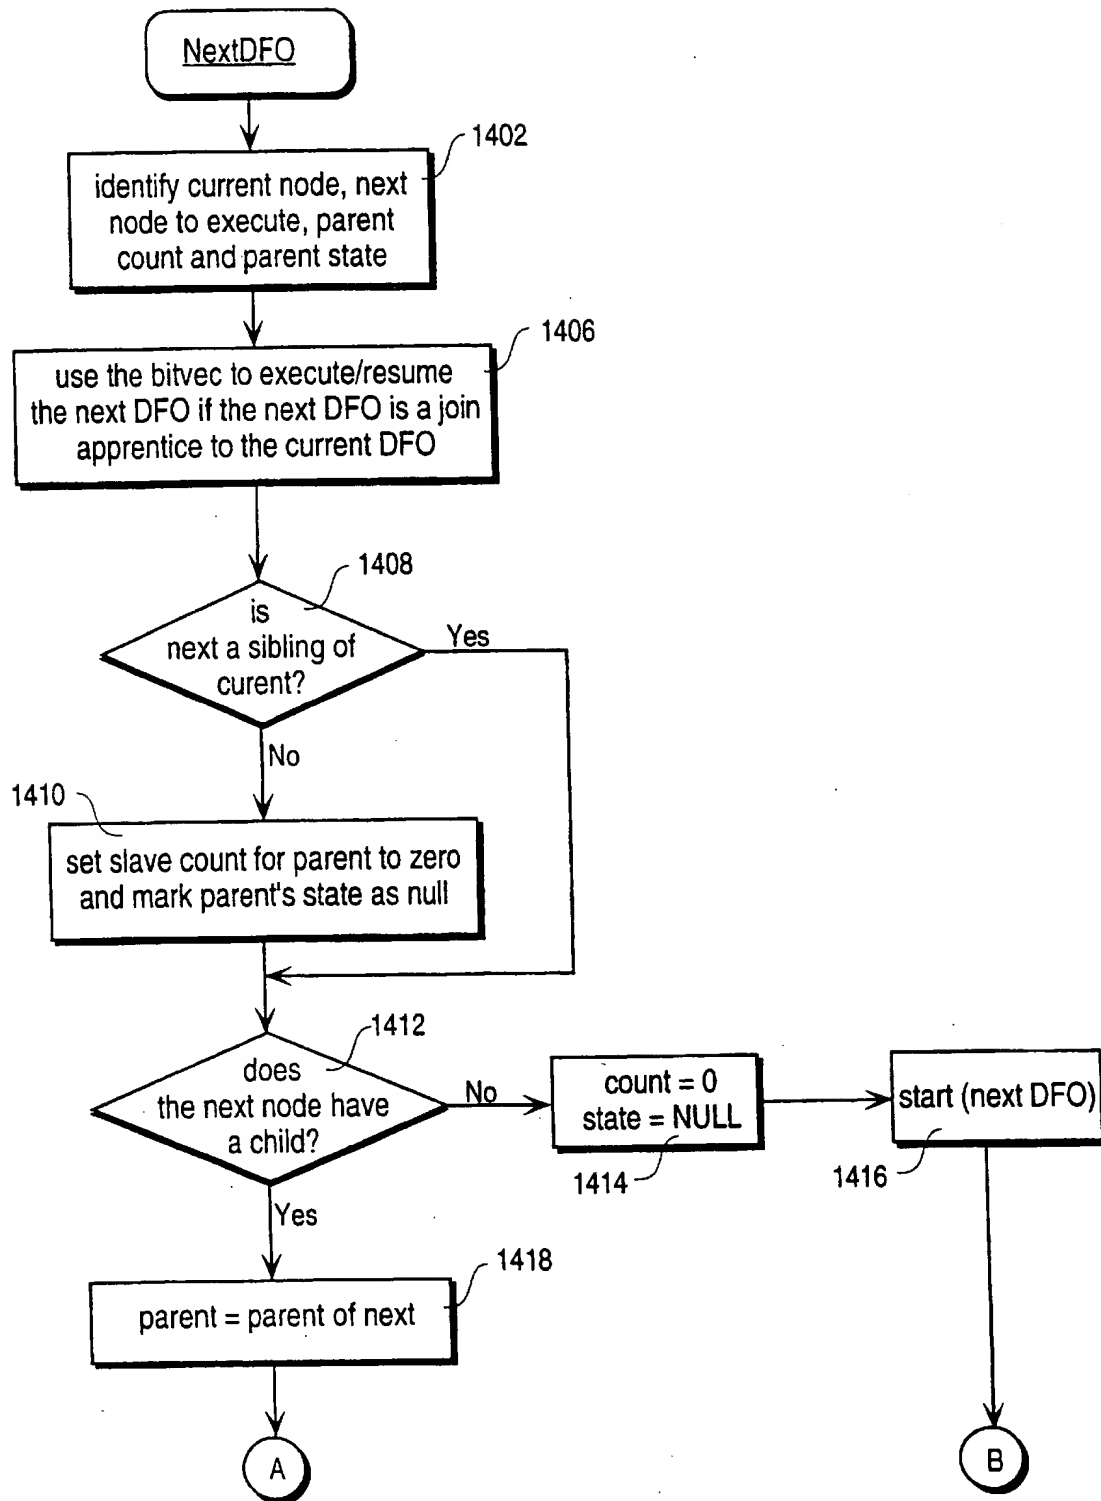 NextDFO
1402
identify current node, next
node to execute, parent
count and parent state
1406
use the bitvec to execute/resume
the next DFO if the next DFO is a join
apprentice to the current DFO
1408
is
next a sibling of
curent?
Yes
No
1410
set slave count for parent to zero
and mark parent's state as null
1412
does
the next node have
a child?
No
count = 0
state = NULL
1414
start (next DFO)
1416
Yes
1418
parent = parent of next
A
B